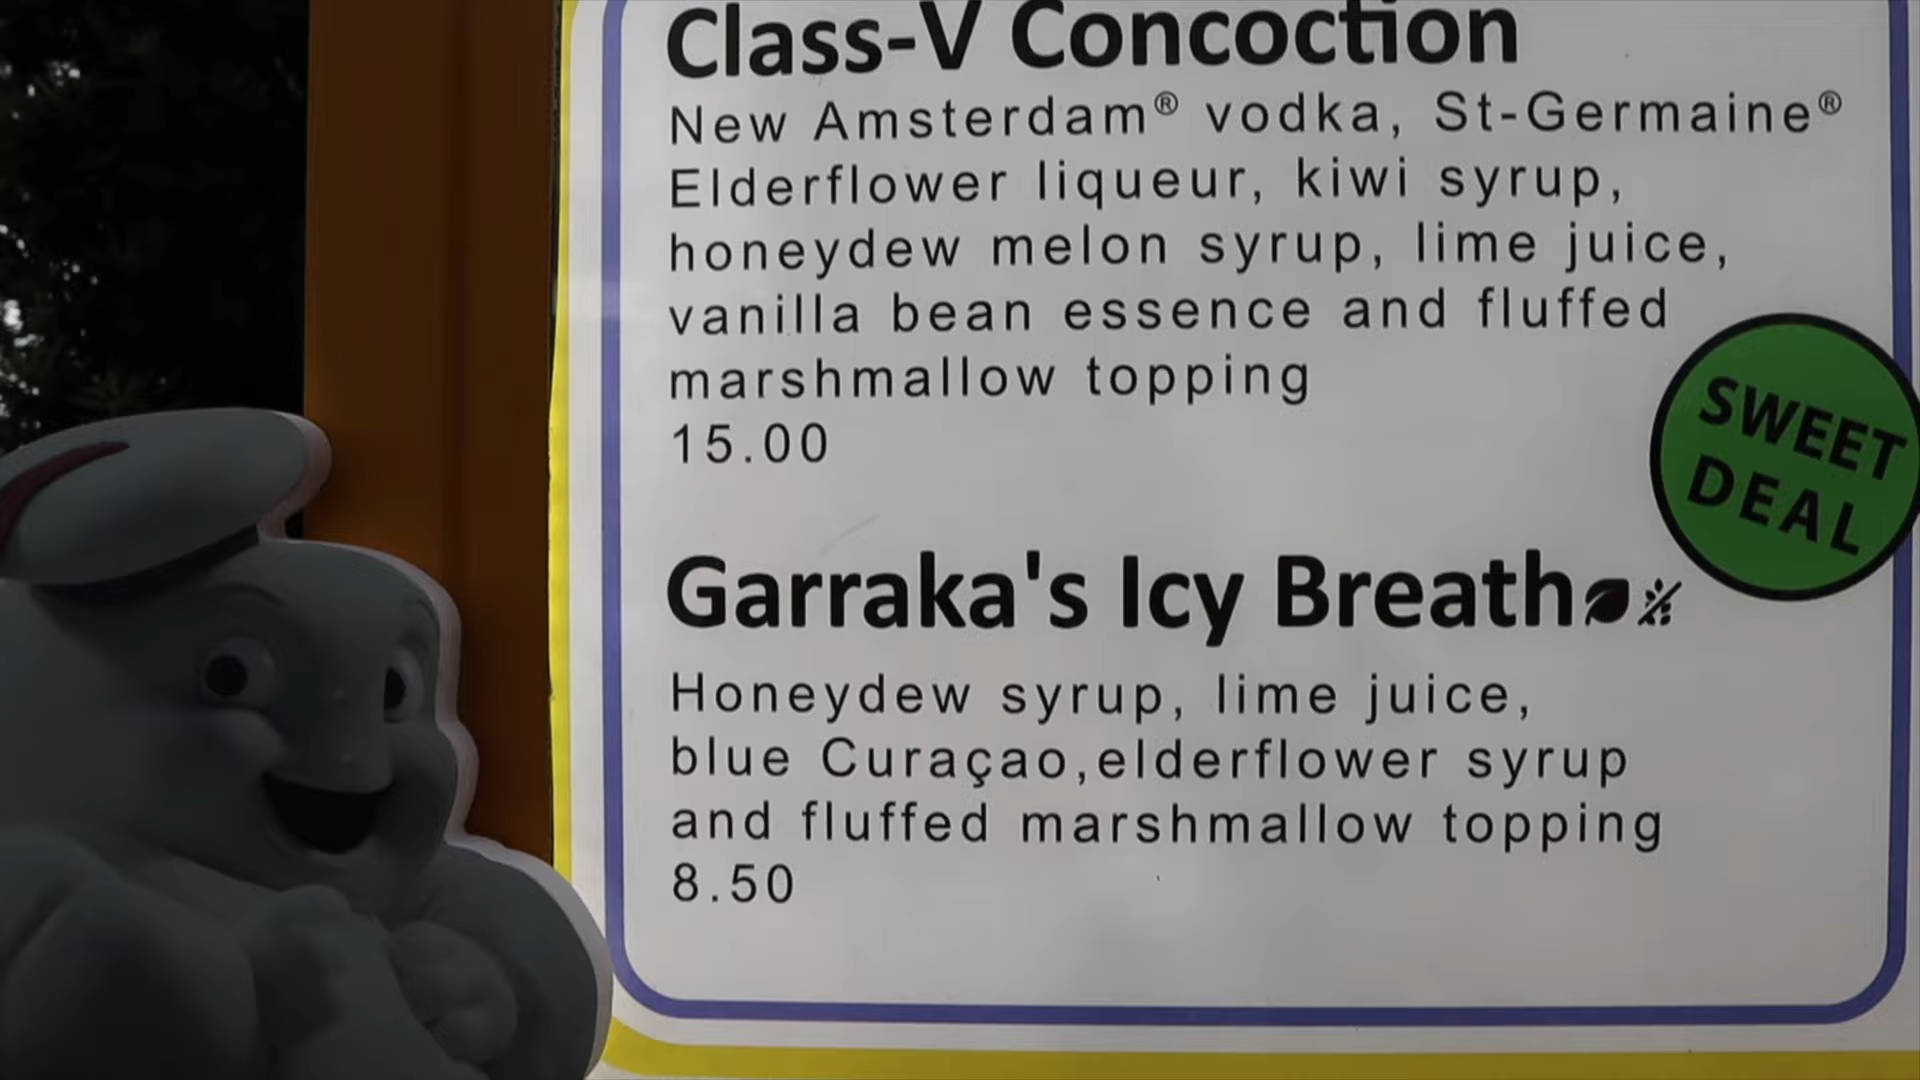 Class-V Concoction
New Amsterdam® vodka, St-Germaine®
Elderflower liqueur, kiwi syrup,
honeydew melon syrup, lime juice,
vanilla bean essence and fluffed
marshmallow topping
15.00
SWEET
DEAL
Garraka's Icy Breath
Honeydew syrup, lime juice,
blue Curaçao,elderflower syrup
and fluffed marshmallow topping
8.50